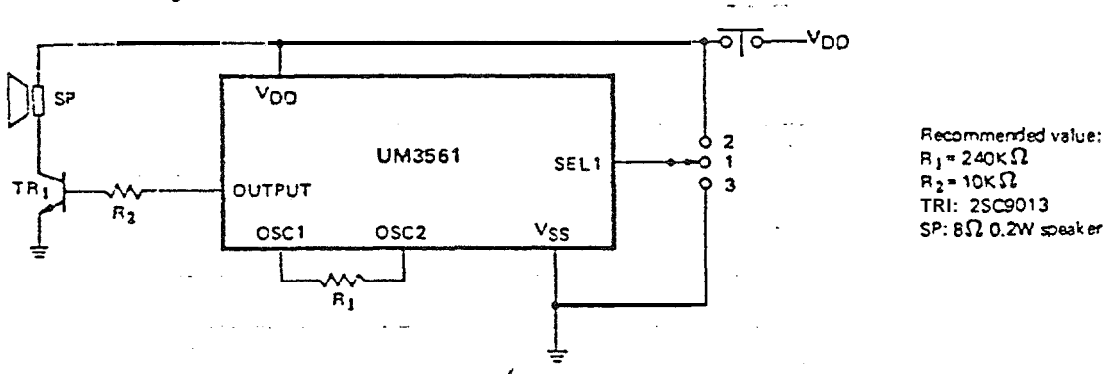 VDD
SP
VDD
UM3561
SEL1
2
1
3
TR1
R2
OUTPUT
OSC1
OSC2
VSS
R1
Recommended value:
R1 = 240KΩ
R2 = 10KΩ
TRI: 2SC9013
SP: 8Ω 0.2W speaker